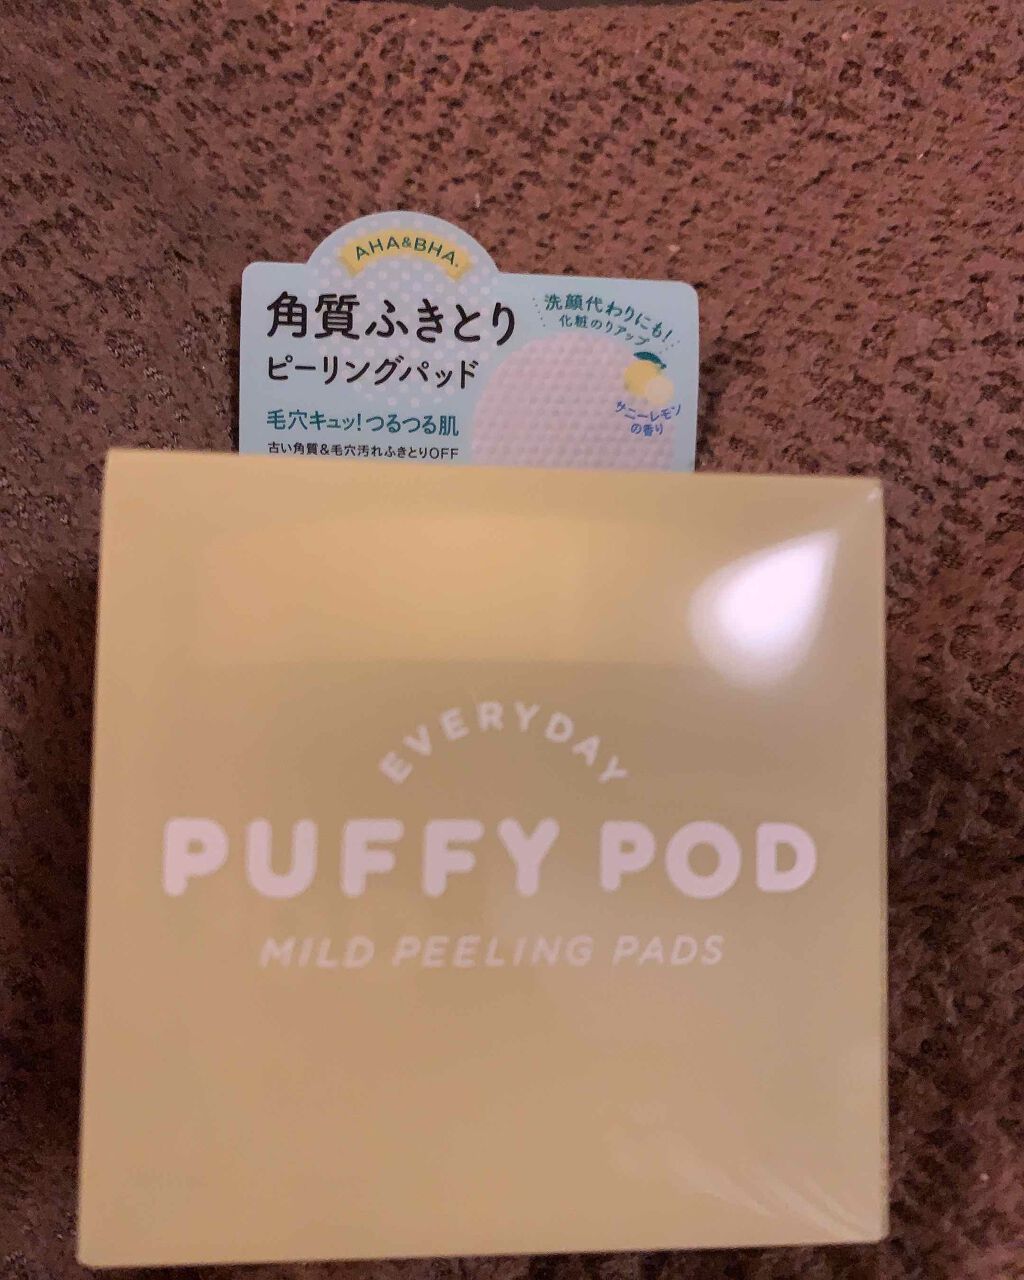 AHA&BHA.
角質ふきとり
ピーリングパッド
毛穴キュッ!つるつる肌
古い角質&毛穴汚れふきとりOFF
洗顔代わりにも!
化粧のりアップ
サニーレモン
の香り
EVERYDAY
PUFFY POD
MILD PEELING PADS